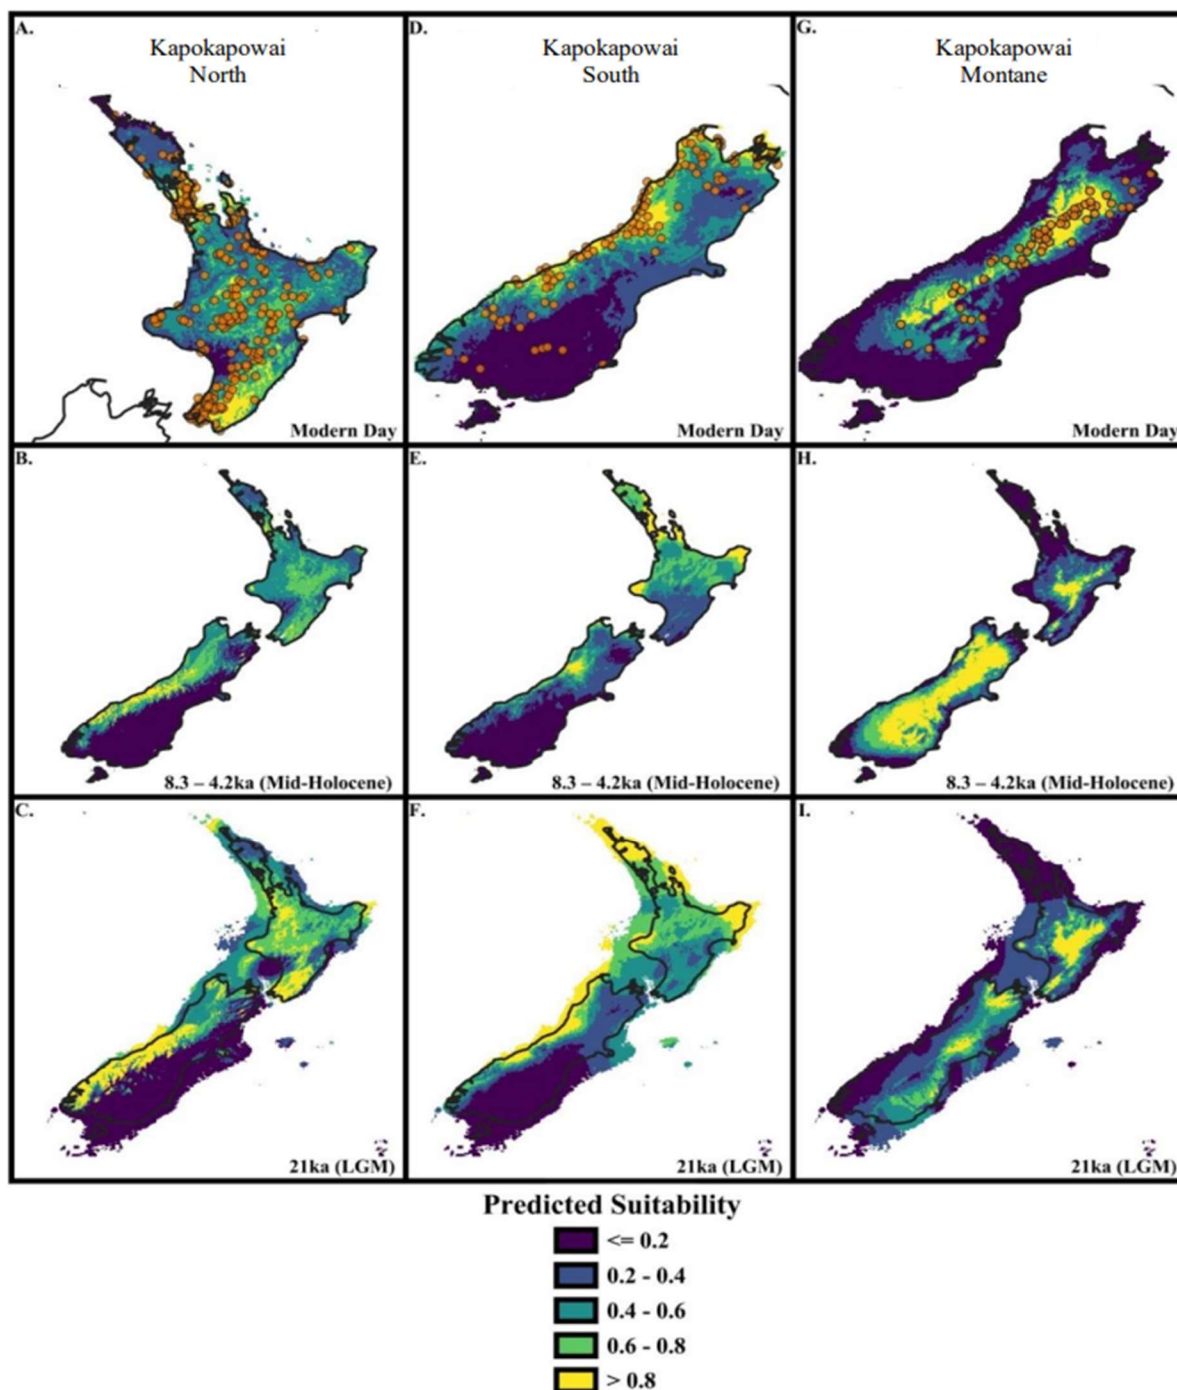 A.
Kapokapowai
North
Modern Day
D.
Kapokapowai
South
Modern Day
G.
Kapokapowai
Montane
Modern Day
B.
8.3 – 4.2ka (Mid-Holocene)
E.
8.3 – 4.2ka (Mid-Holocene)
H.
8.3 – 4.2ka (Mid-Holocene)
C.
21ka (LGM)
F.
21ka (LGM)
I.
21ka (LGM)
Predicted Suitability
<= 0.2
0.2 - 0.4
0.4 - 0.6
0.6 - 0.8
> 0.8